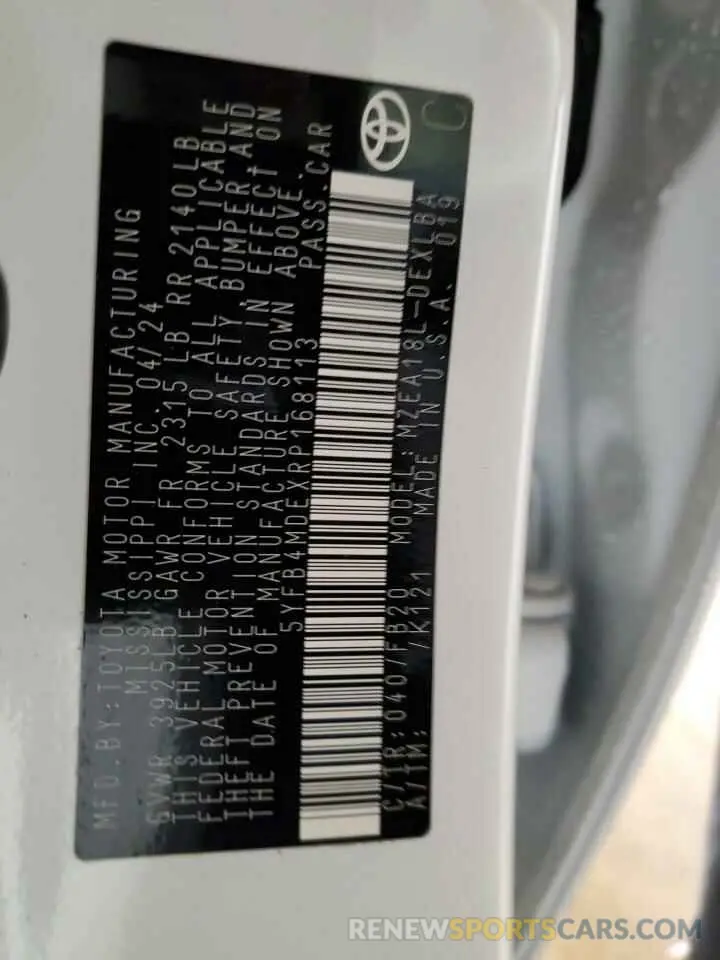 MFD.BY:TOYOTA MOTOR MANUFACTURING
MISSISSIPPI INC. 04/24
GVWR 3925LB GAWR FR 2315 LB RR 2140LB
THIS VEHICLE CONFORMS TO ALL APPLICABLE
FEDERAL MOTOR VEHICLE SAFETY, BUMPER, AND
THEFT PREVENTION STANDARDS IN EFFECT ON
THE DATE OF MANUFACTURE SHOWN ABOVE.
5YFB4MDEXRP168113 PASS.CAR
C/TR:040/FB20 MODEL:MZEA18L-DEXLBA
A/TM: /K121 MADE IN U.S.A. 019
C
RENEWSPORTSCARS.COM